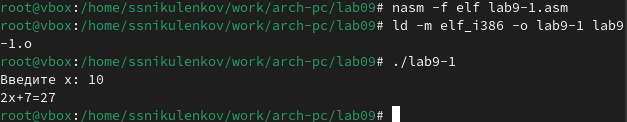 root@vbox:/home/ssnikulenkov/work/arch-pc/lab09# nasm -f elf lab9-1.asm
root@vbox:/home/ssnikulenkov/work/arch-pc/lab09# ld -m elf_i386 -o lab9-1 lab9
-1.o
root@vbox:/home/ssnikulenkov/work/arch-pc/lab09# ./lab9-1
Введите x: 10
2x+7=27
root@vbox:/home/ssnikulenkov/work/arch-pc/lab09#